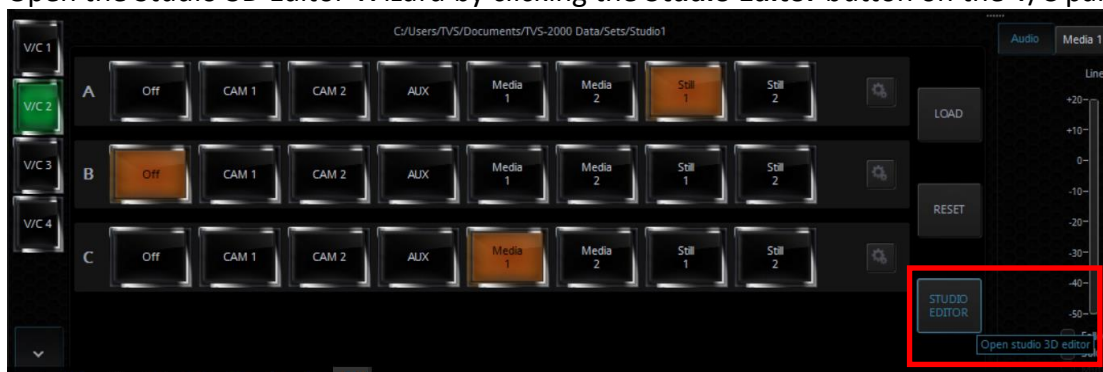 Open the Studio 3D Editor Wizard by clicking the Studio Editor button on the V/C pan
C:/Users/TVS/Documents/TVS-2000 Data/Sets/Studio1
Audio Media 1
V/C 1
Line
A Off CAM 1 CAM 2 AUX Media 1 Media 2 Still 1 Still 2
V/C 2
LOAD
+20
+10
V/C 3
B Off CAM 1 CAM 2 AUX Media 1 Media 2 Still 1 Still 2
0
-10
RESET
V/C 4
-20
C Off CAM 1 CAM 2 AUX Media 1 Media 2 Still 1 Still 2
-30
-40
STUDIO
EDITOR
-50
Open studio 3D editor